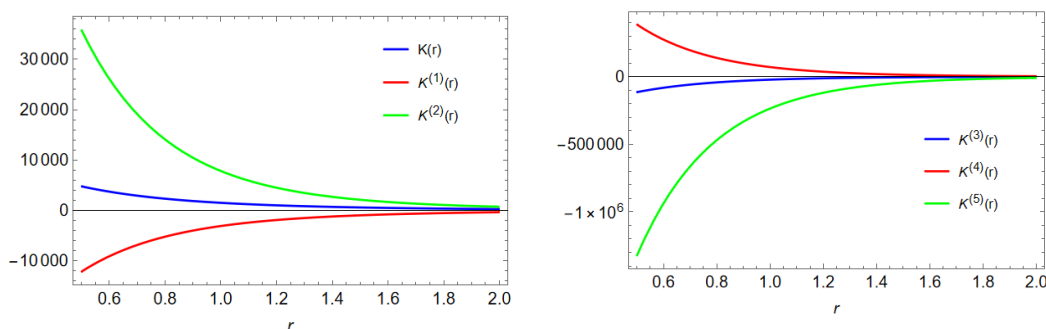 30 000
20 000
10 000
0
−10 000
0.6 0.8 1.0 1.2 1.4 1.6 1.8 2.0
r
K(r)
K^(1)(r)
K^(2)(r)
0
−500 000
−1 × 10^6
0.6 0.8 1.0 1.2 1.4 1.6 1.8 2.0
r
K^(3)(r)
K^(4)(r)
K^(5)(r)